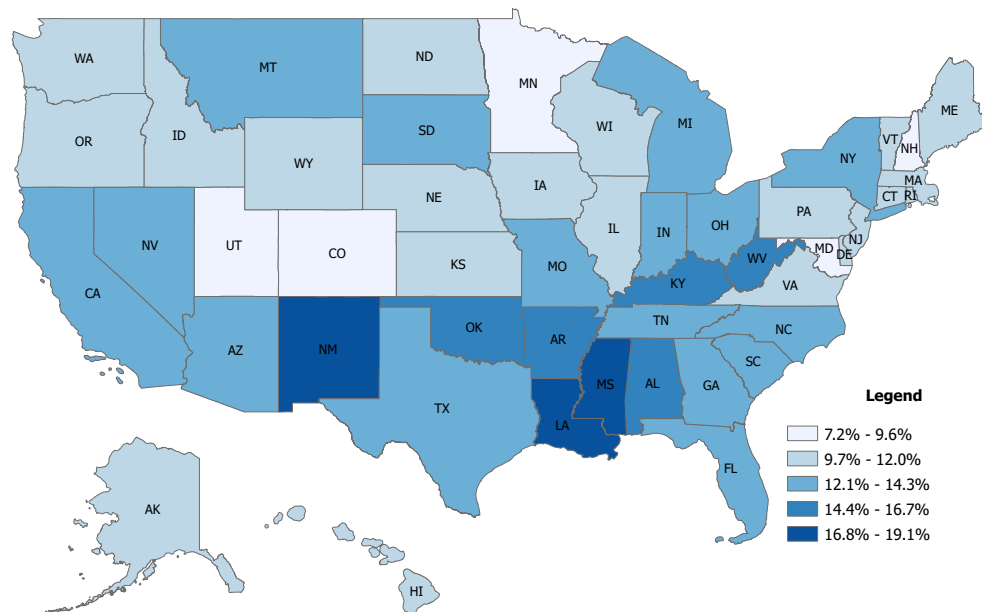 WA
MT
ND
MN
ME
OR
ID
SD
WI
MI
VT
NH
NY
WY
MA
CT
RI
IA
NE
PA
NJ
NV
UT
CO
IL
IN
OH
MD
DE
WV
CA
KS
MO
KY
VA
TN
NC
AZ
NM
OK
AR
SC
MS
AL
GA
TX
LA
FL
AK
HI
Legend
7.2% - 9.6%
9.7% - 12.0%
12.1% - 14.3%
14.4% - 16.7%
16.8% - 19.1%